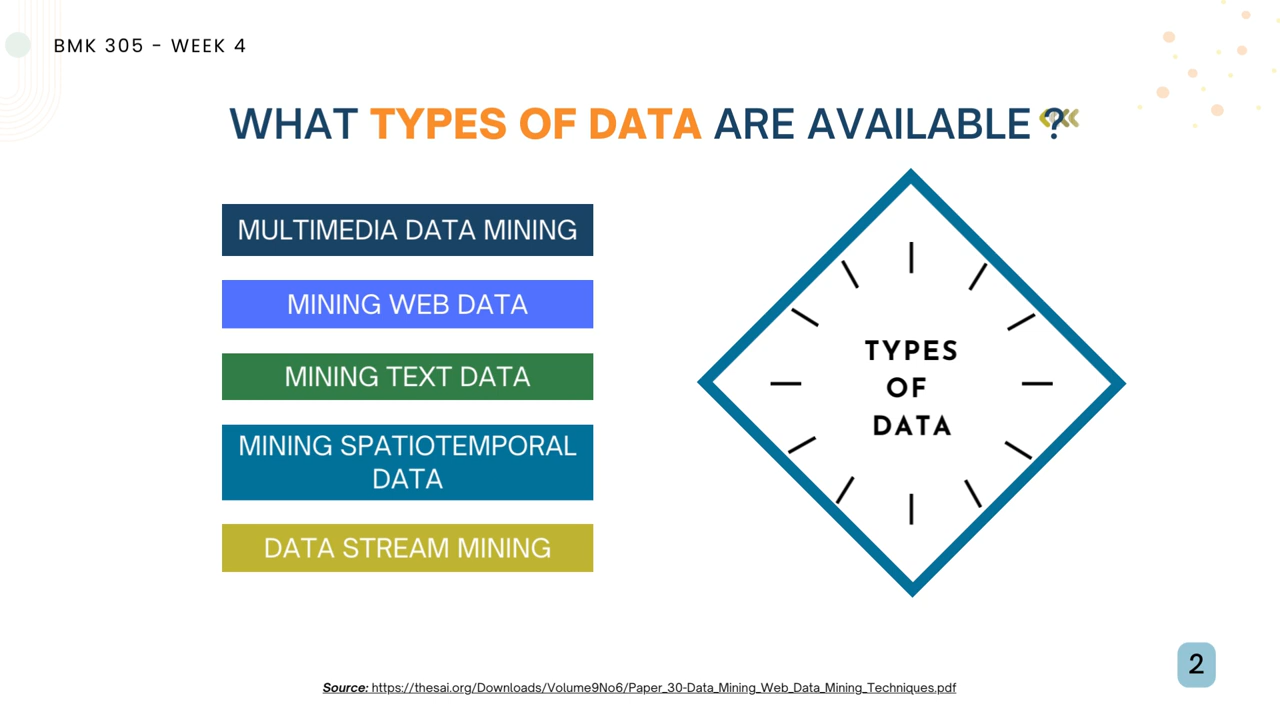 BMK 305 - WEEK 4
WHAT TYPES OF DATA ARE AVAILABLE ?
MULTIMEDIA DATA MINING
MINING WEB DATA
MINING TEXT DATA
MINING SPATIOTEMPORAL
DATA
DATA STREAM MINING
TYPES
OF
DATA
2
Source: https://thesai.org/Downloads/Volume9No6/Paper_30-Data_Mining_Web_Data_Mining_Techniques.pdf